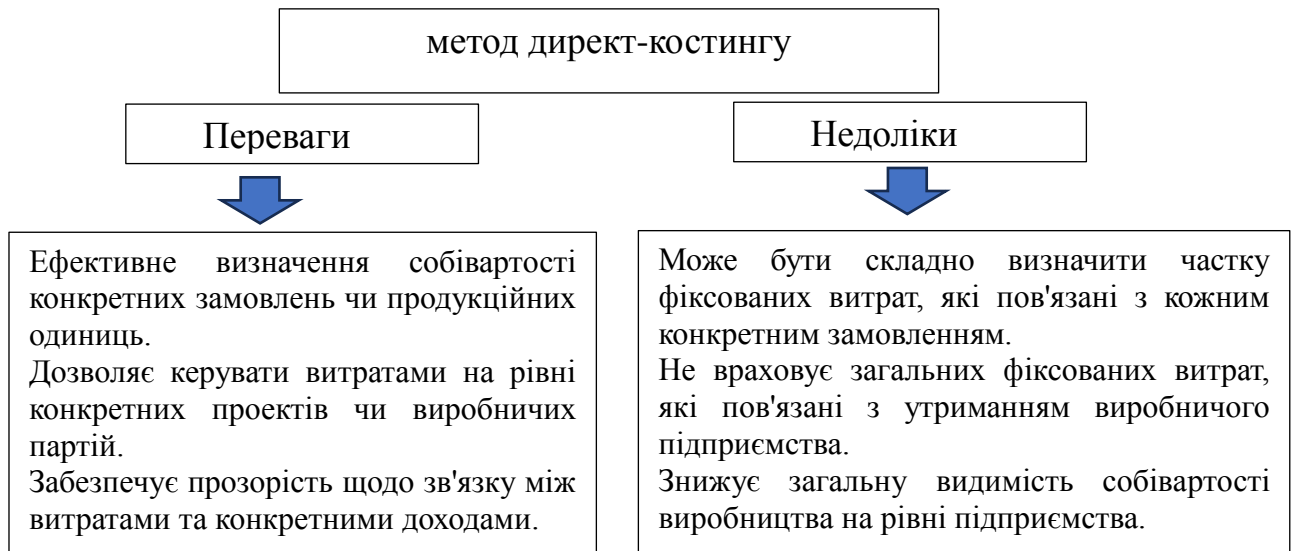 метод директ-костингу
Переваги
Недоліки
Ефективне визначення собівартості
конкретних замовлень чи продукційних
одиниць.
Дозволяє керувати витратами на рівні
конкретних проектів чи виробничих
партій.
Забезпечує прозорість щодо зв'язку між
витратами та конкретними доходами.
Може бути складно визначити частку
фіксованих витрат, які пов'язані з кожним
конкретним замовленням.
Не враховує загальних фіксованих витрат,
які пов'язані з утриманням виробничого
підприємства.
Знижує загальну видимість собівартості
виробництва на рівні підприємства.